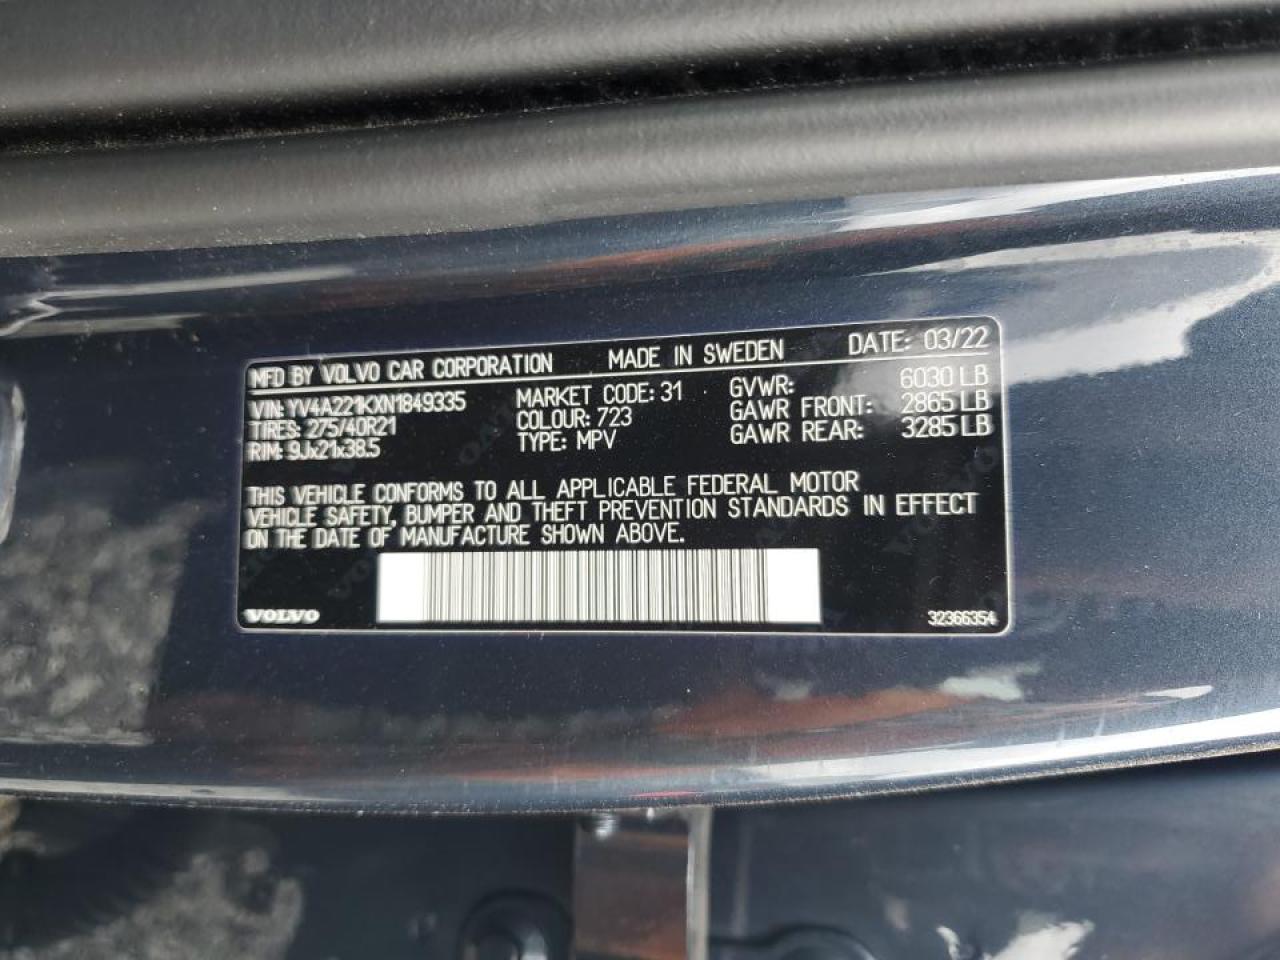 MFD BY VOLVO CAR CORPORATION MADE IN SWEDEN DATE: 03/22
VIN: YV4A221KXN1849335 MARKET CODE: 31 GVWR: 6030 LB
TIRES: 275/40R21 COLOUR: 723 GAWR FRONT: 2865 LB
RIM: 9Jx21x38.5 TYPE: MPV GAWR REAR: 3285 LB
THIS VEHICLE CONFORMS TO ALL APPLICABLE FEDERAL MOTOR
VEHICLE SAFETY, BUMPER AND THEFT PREVENTION STANDARDS IN EFFECT
ON THE DATE OF MANUFACTURE SHOWN ABOVE.
VOLVO 32366354